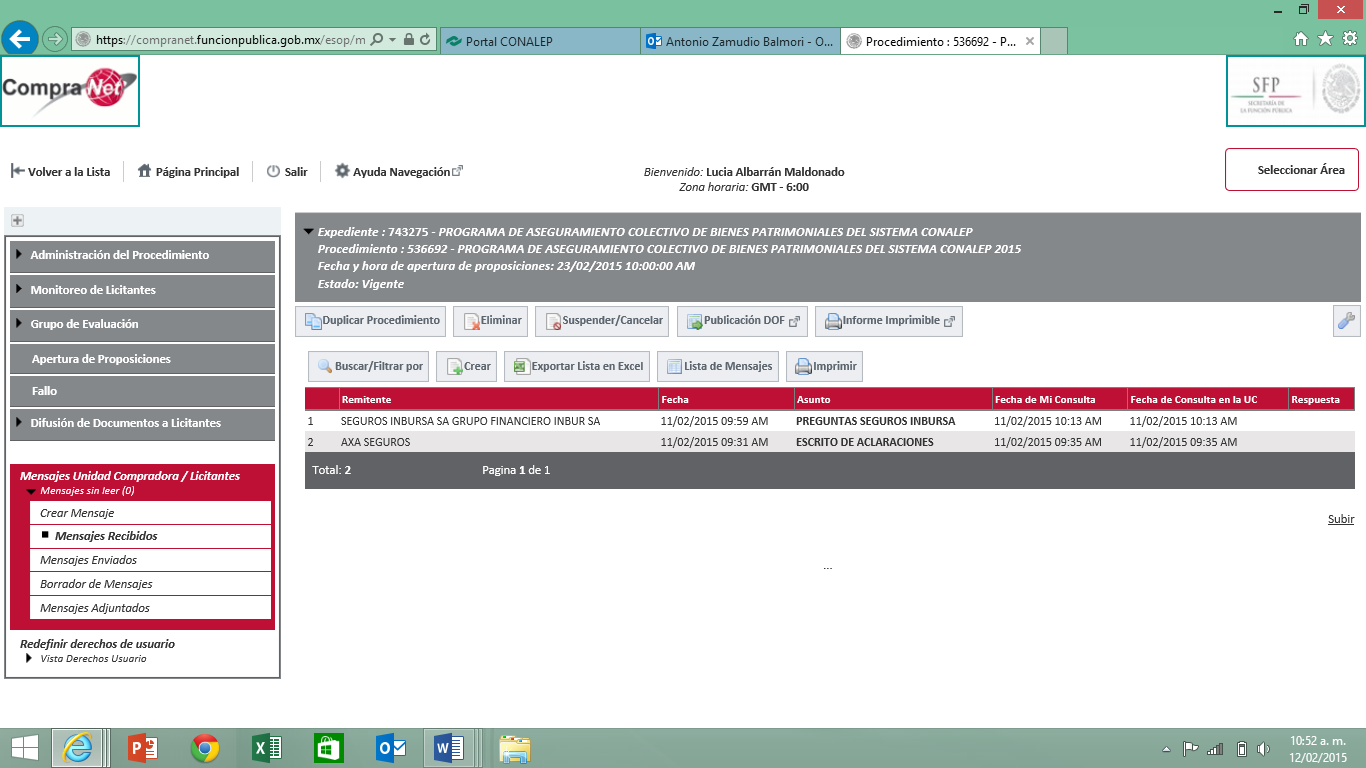 https://compranet.funcionpublica.gob.mx/esop/m
Portal CONALEP
Antonio Zamudio Balmori - O...
Procedimiento : 536692 - P...
CompraNet
SFP
SECRETARÍA DE
LA FUNCIÓN PÚBLICA
Volver a la Lista
Página Principal
Salir
Ayuda Navegación
Bienvenido: Lucia Albarrán Maldonado
Zona horaria: GMT - 6:00
Seleccionar Área
Expediente : 743275 - PROGRAMA DE ASEGURAMIENTO COLECTIVO DE BIENES PATRIMONIALES DEL SISTEMA CONALEP
Procedimiento : 536692 - PROGRAMA DE ASEGURAMIENTO COLECTIVO DE BIENES PATRIMONIALES DEL SISTEMA CONALEP 2015
Fecha y hora de apertura de proposiciones: 23/02/2015 10:00:00 AM
Estado: Vigente
Administración del Procedimiento
Monitoreo de Licitantes
Grupo de Evaluación
Apertura de Proposiciones
Fallo
Difusión de Documentos a Licitantes
Mensajes Unidad Compradora / Licitantes
Mensajes sin leer (0)
Crear Mensaje
Mensajes Recibidos
Mensajes Enviados
Borrador de Mensajes
Mensajes Adjuntados
Redefinir derechos de usuario
Vista Derechos Usuario
Duplicar Procedimiento Eliminar Suspender/Cancelar Publicación DOF Informe Imprimible
Buscar/Filtrar por Crear Exportar Lista en Excel Lista de Mensajes Imprimir
Remitente Fecha Asunto Fecha de Mi Consulta Fecha de Consulta en la UC Respuesta
1 SEGUROS INBURSA SA GRUPO FINANCIERO INBUR SA 11/02/2015 09:59 AM PREGUNTAS SEGUROS INBURSA 11/02/2015 10:13 AM 11/02/2015 10:13 AM
2 AXA SEGUROS 11/02/2015 09:31 AM ESCRITO DE ACLARACIONES 11/02/2015 09:35 AM 11/02/2015 09:35 AM
Total: 2 Pagina 1 de 1
Subir
...
10:52 a. m.
12/02/2015